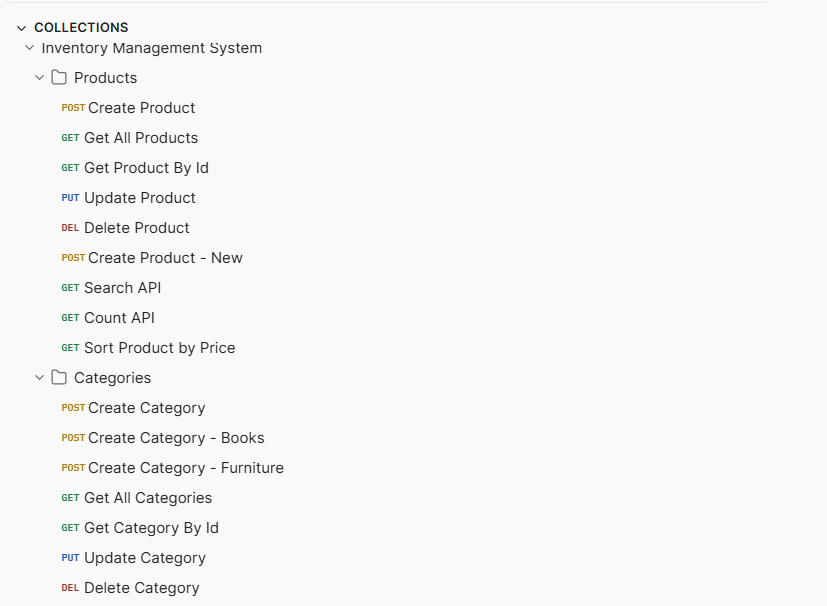 COLLECTIONS
Inventory Management System
Products
POST Create Product
GET Get All Products
GET Get Product By Id
PUT Update Product
DEL Delete Product
POST Create Product - New
GET Search API
GET Count API
GET Sort Product by Price
Categories
POST Create Category
POST Create Category - Books
POST Create Category - Furniture
GET Get All Categories
GET Get Category By Id
PUT Update Category
DEL Delete Category